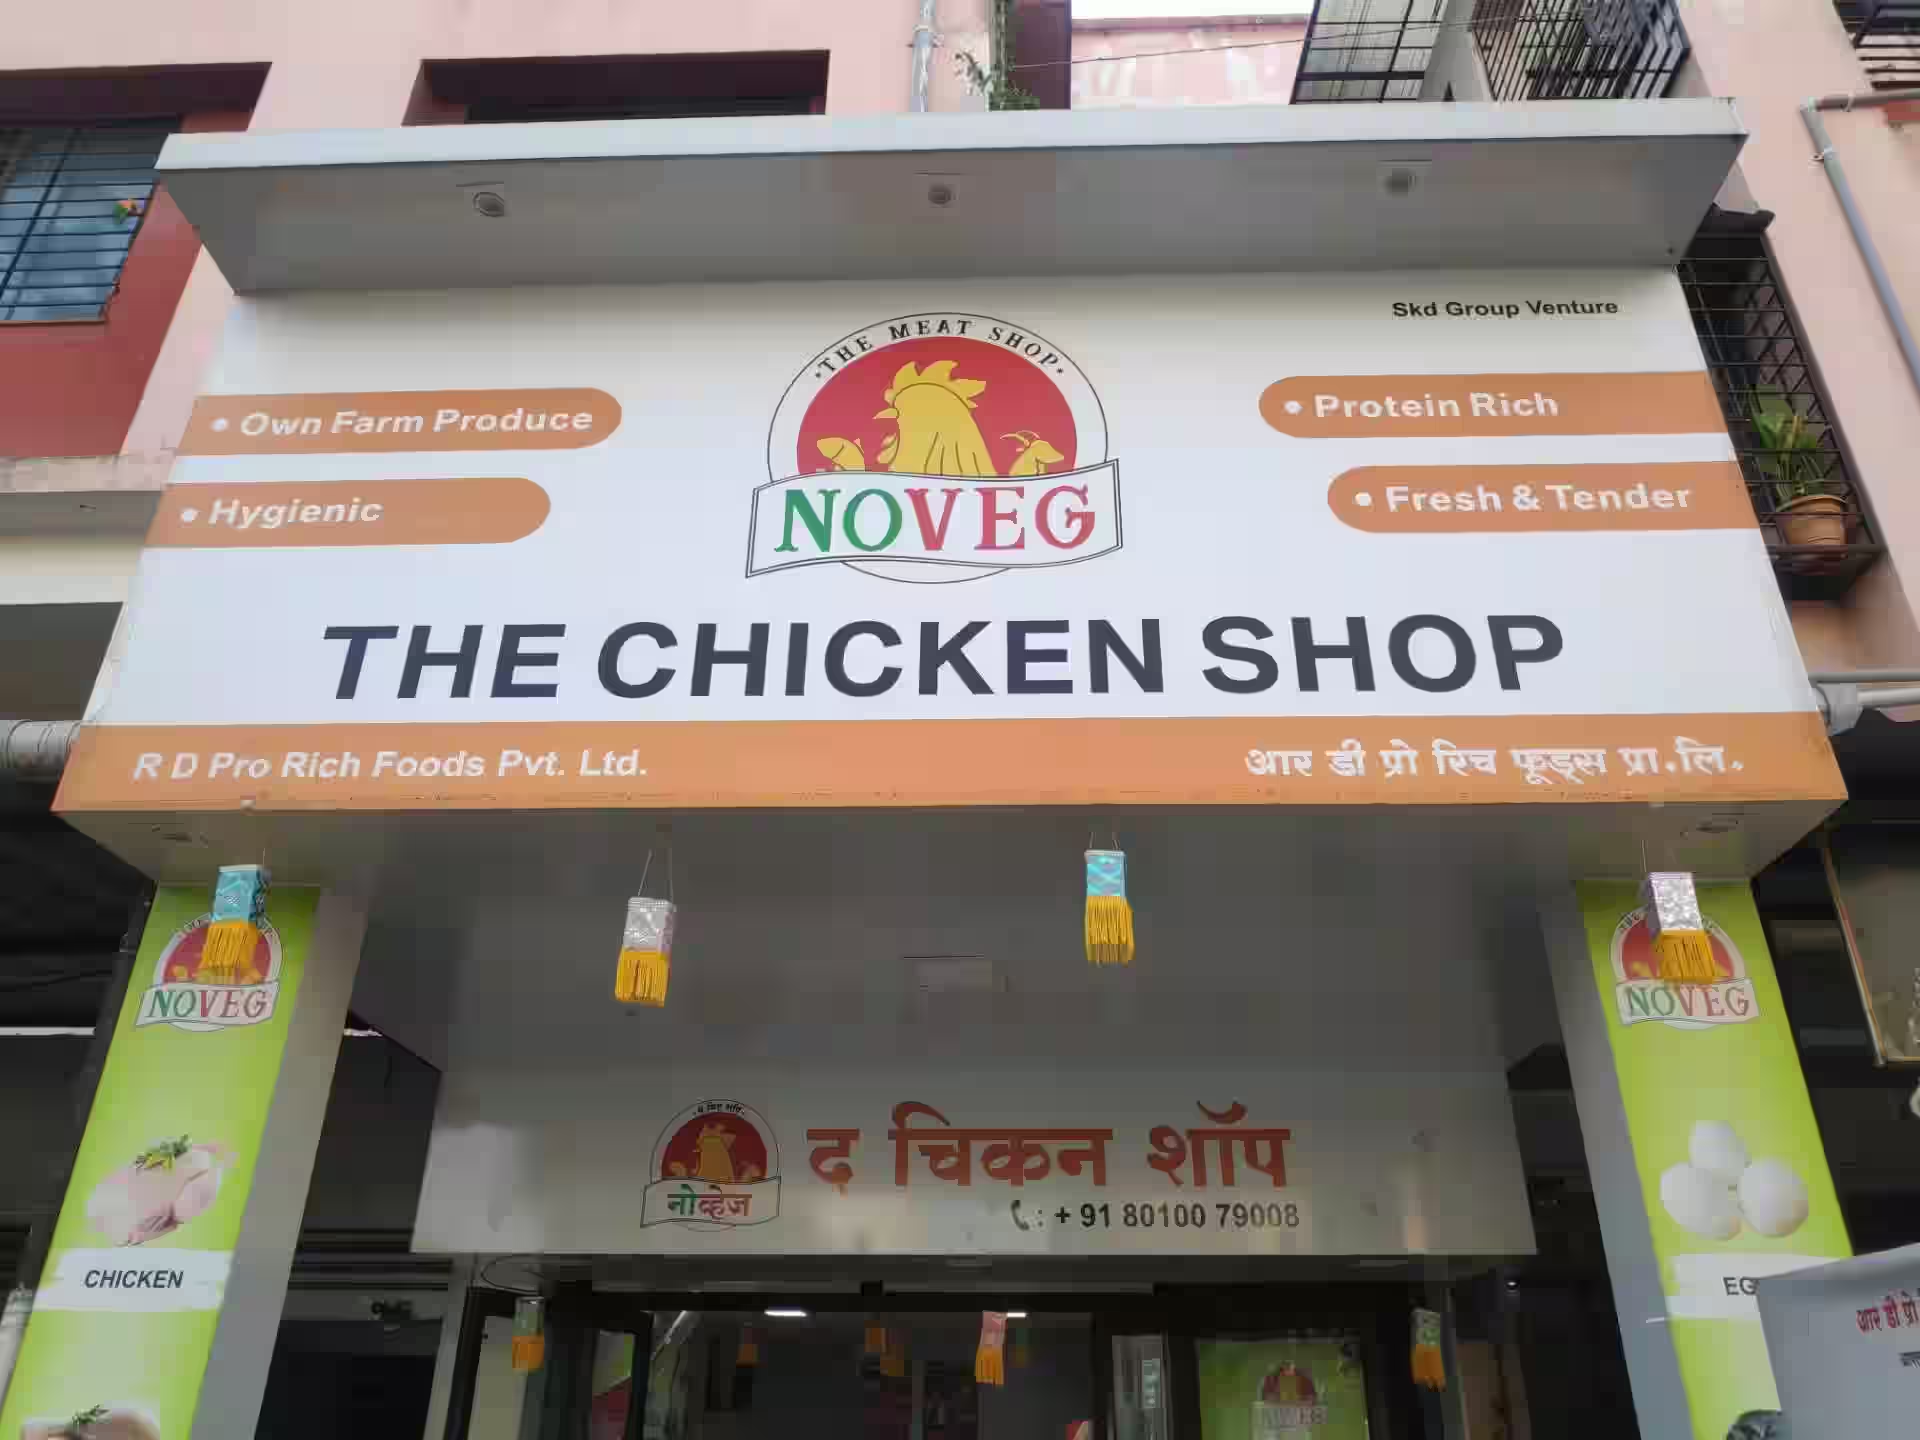 Skd Group Venture
· THE MEAT SHOP ·
NOVEG
• Own Farm Produce
• Hygienic
• Protein Rich
• Fresh & Tender
THE CHICKEN SHOP
R D Pro Rich Foods Pvt. Ltd.
आर डी प्रो रिच फूड्स प्रा.लि.
NOVEG
NOVEG
नोव्हेज
द चिकन शॉप
: + 91 80100 79008
CHICKEN
आर डी प्रो